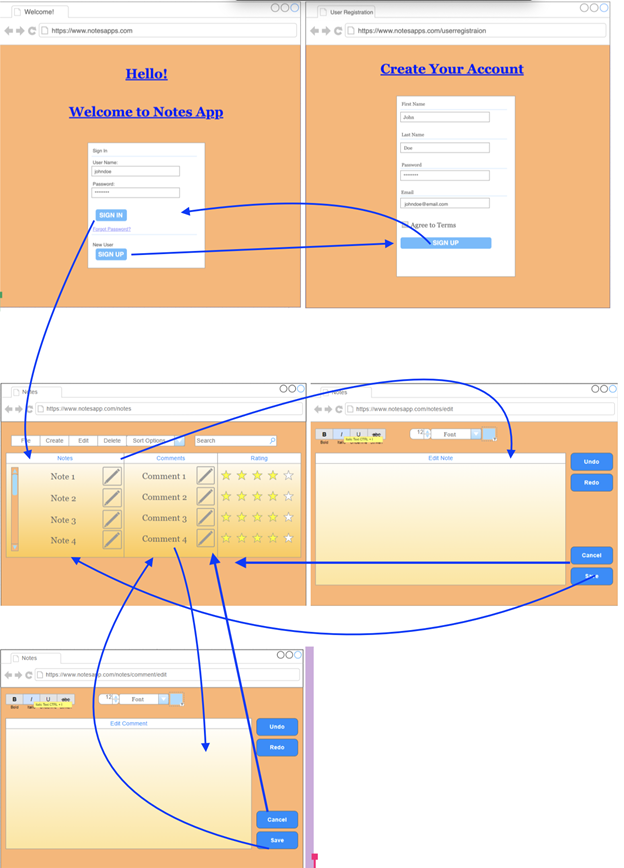 Welcome!
https://www.notesapps.com
Hello!
Welcome to Notes App
Sign In
User Name:
johndoe
Password:
********
SIGN IN
Forgot Password?
New User
SIGN UP
User Registration
https://www.notesapps.com/userregistraion
Create Your Account
First Name
John
Last Name
Doe
Password
********
Email
johndoe@email.com
Agree to Terms
SIGN UP
Notes
https://www.notesapp.com/notes
File Create Edit Delete Sort Options Search
Notes Comments Rating
Note 1 Comment 1
Note 2 Comment 2
Note 3 Comment 3
Note 4 Comment 4
Notes
https://www.notesapp.com/notes/edit
B I U abc 12 Font
Bold
Edit Note
Undo
Redo
Cancel
Save
Notes
https://www.notesapp.com/notes/comment/edit
B I U abc 12 Font
Bold
Edit Comment
Undo
Redo
Cancel
Save